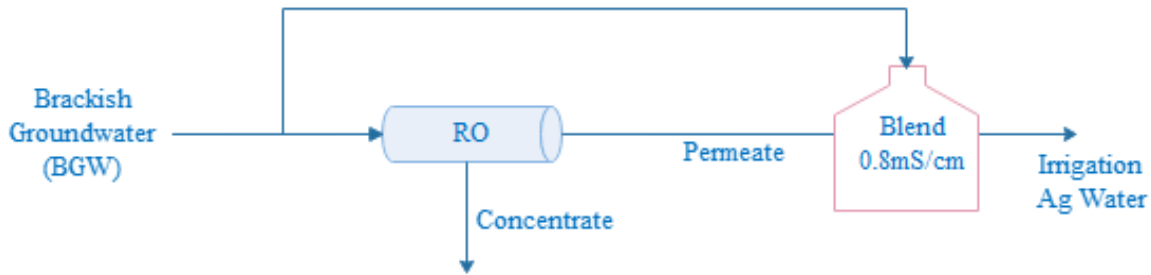 Brackish
Groundwater
(BGW)
RO
Concentrate
Permeate
Blend
0.8mS/cm
Irrigation
Ag Water